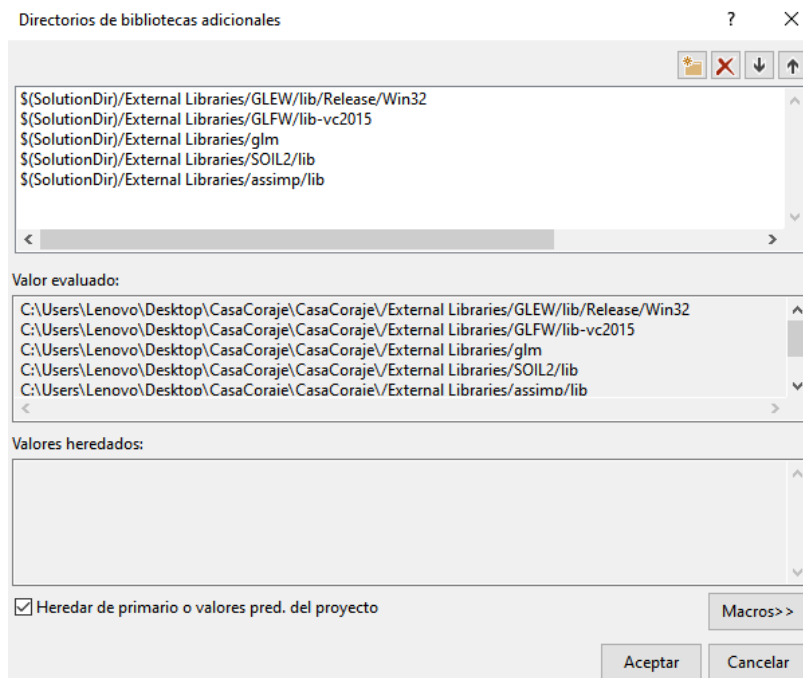 Directorios de bibliotecas adicionales
?
$(SolutionDir)/External Libraries/GLEW/lib/Release/Win32
$(SolutionDir)/External Libraries/GLFW/lib-vc2015
$(SolutionDir)/External Libraries/glm
$(SolutionDir)/External Libraries/SOIL2/lib
$(SolutionDir)/External Libraries/assimp/lib
Valor evaluado:
C:\Users\Lenovo\Desktop\CasaCoraje\CasaCoraje\/External Libraries/GLEW/lib/Release/Win32
C:\Users\Lenovo\Desktop\CasaCoraje\CasaCoraje\/External Libraries/GLFW/lib-vc2015
C:\Users\Lenovo\Desktop\CasaCoraje\CasaCoraje\/External Libraries/glm
C:\Users\Lenovo\Desktop\CasaCoraje\CasaCoraje\/External Libraries/SOIL2/lib
C:\Users\Lenovo\Desktop\CasaCoraje\CasaCoraje\/External Libraries/assimp/lib
Valores heredados:
Heredar de primario o valores pred. del proyecto
Macros>>
Aceptar
Cancelar